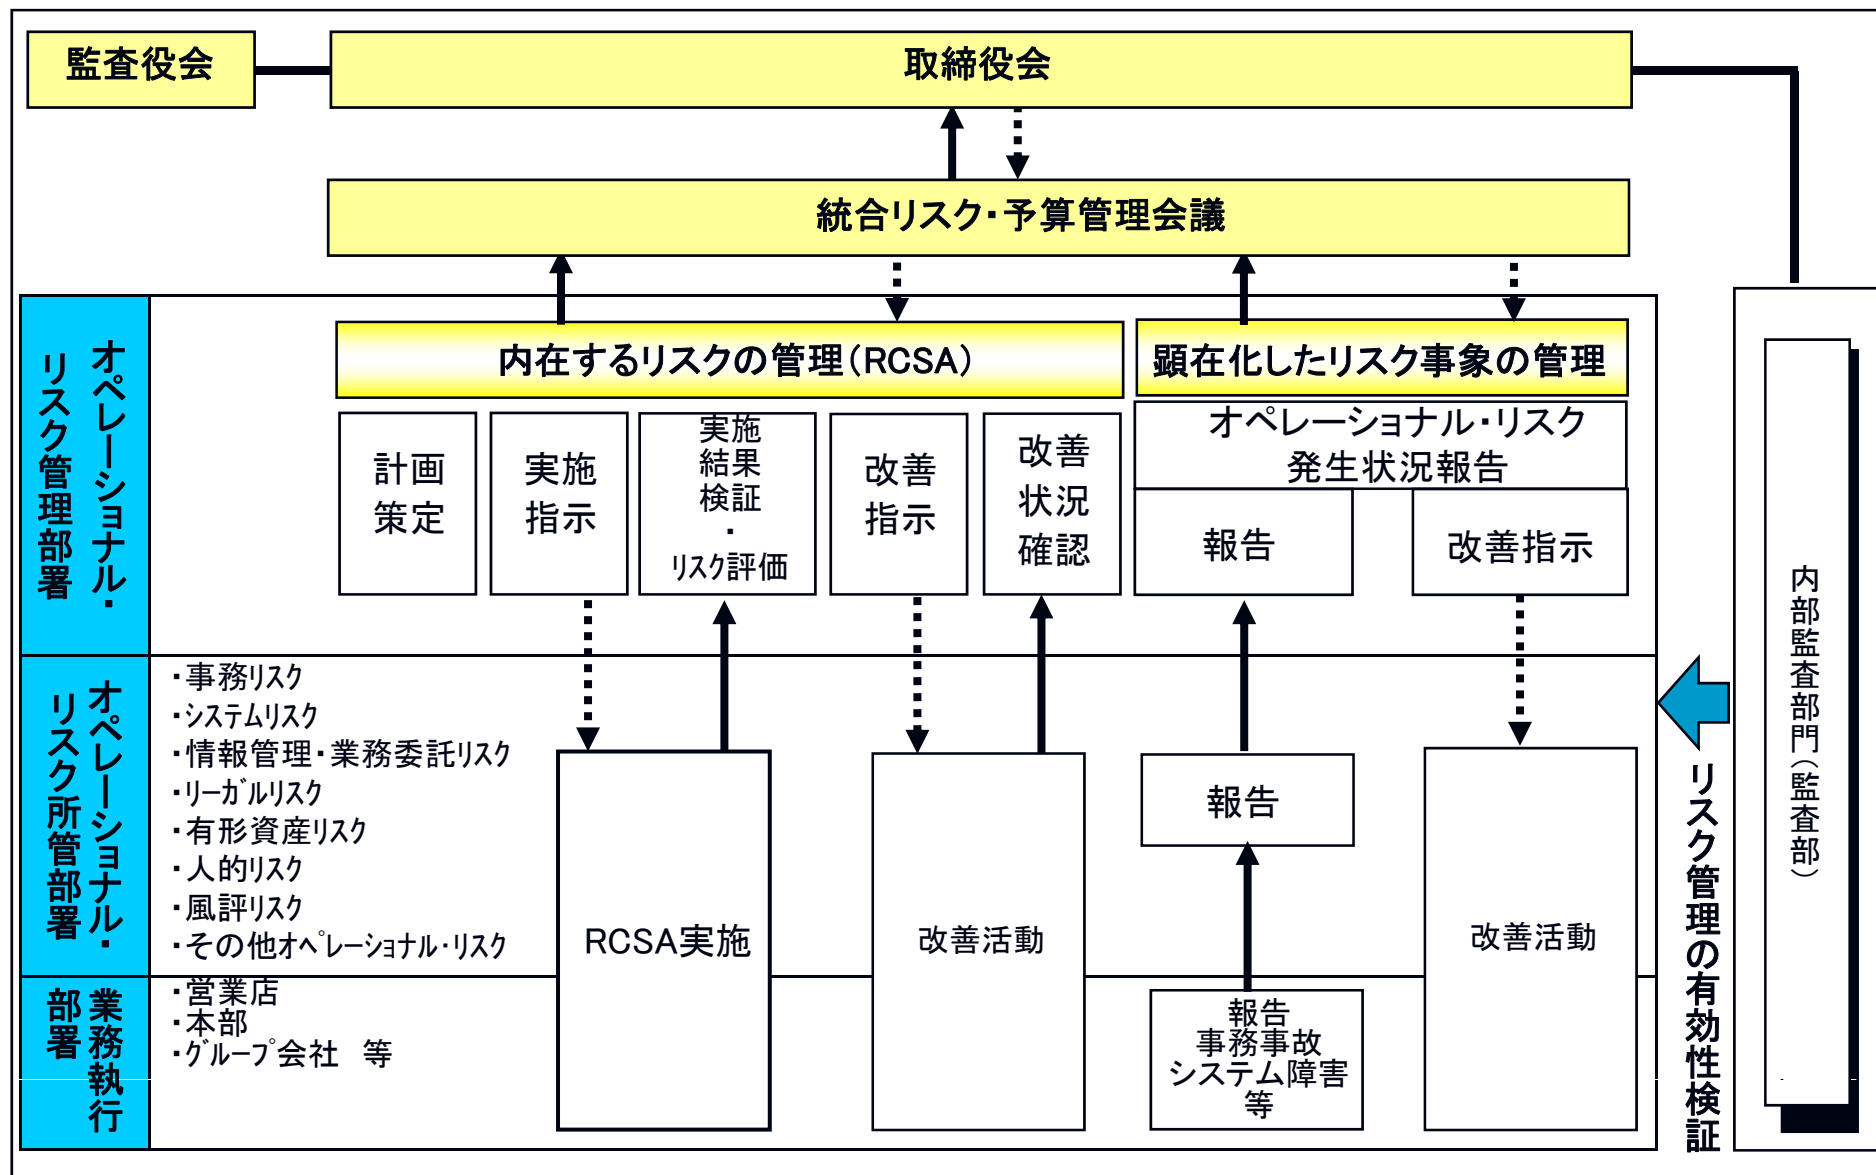 監査役会
取締役会
統合リスク・予算管理会議
オペレーショナル・
リスク管理部署
内在するリスクの管理(RCSA)
顕在化したリスク事象の管理
計画
策定
実施
指示
実施
結果
検証
・
ﾘｽｸ評価
改善
指示
改善
状況
確認
オペレーショナル・リスク
発生状況報告
報告
改善指示
オペレーショナル・
リスク所管部署
・事務ﾘｽｸ
・ｼｽﾃﾑﾘｽｸ
・情報管理・業務委託ﾘｽｸ
・ﾘｰｶﾞﾙﾘｽｸ
・有形資産ﾘｽｸ
・人的ﾘｽｸ
・風評ﾘｽｸ
・その他ｵﾍﾟﾚｰｼｮﾅﾙ･ﾘｽｸ
RCSA実施
改善活動
報告
改善活動
業務執行
部署
・営業店
・本部
・ｸﾞﾙｰﾌﾟ会社　等
報告
事務事故
システム障害
等
リスク管理の有効性検証
内部監査部門(監査部)